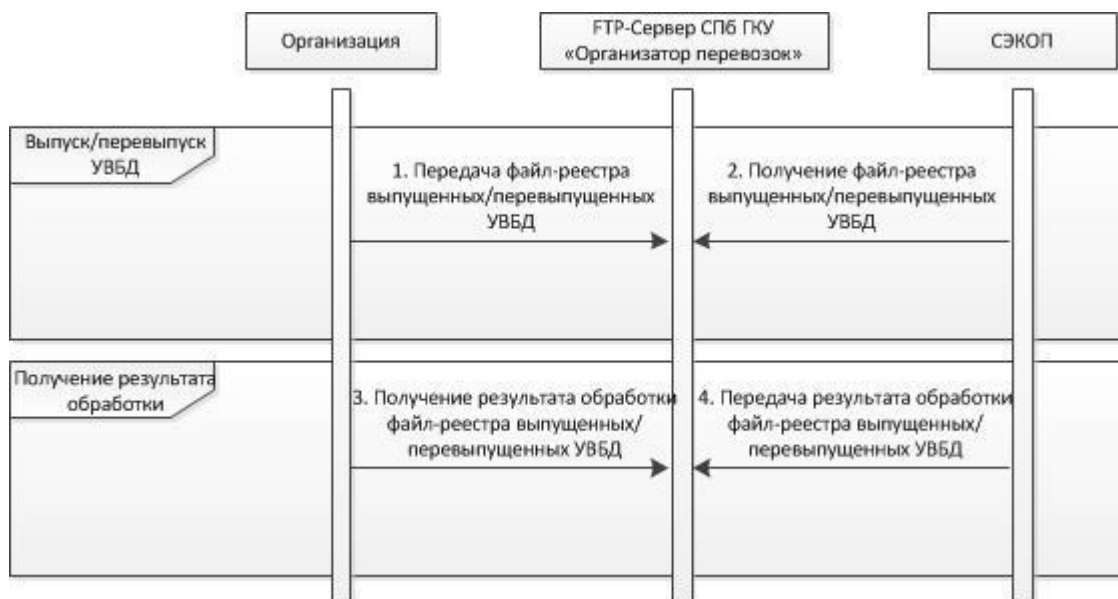 Организация
FTP-Сервер СПб ГКУ
«Организатор перевозок»
СЭКОП
Выпуск/перевыпуск
УВБД
1. Передача файл-реестра
выпущенных/перевыпущенных
УВБД
2. Получение файл-реестра
выпущенных/перевыпущенных
УВБД
Получение результата
обработки
3. Получение результата обработки
файл-реестра выпущенных/
перевыпущенных УВБД
4. Передача результата обработки
файл-реестра выпущенных/
перевыпущенных УВБД